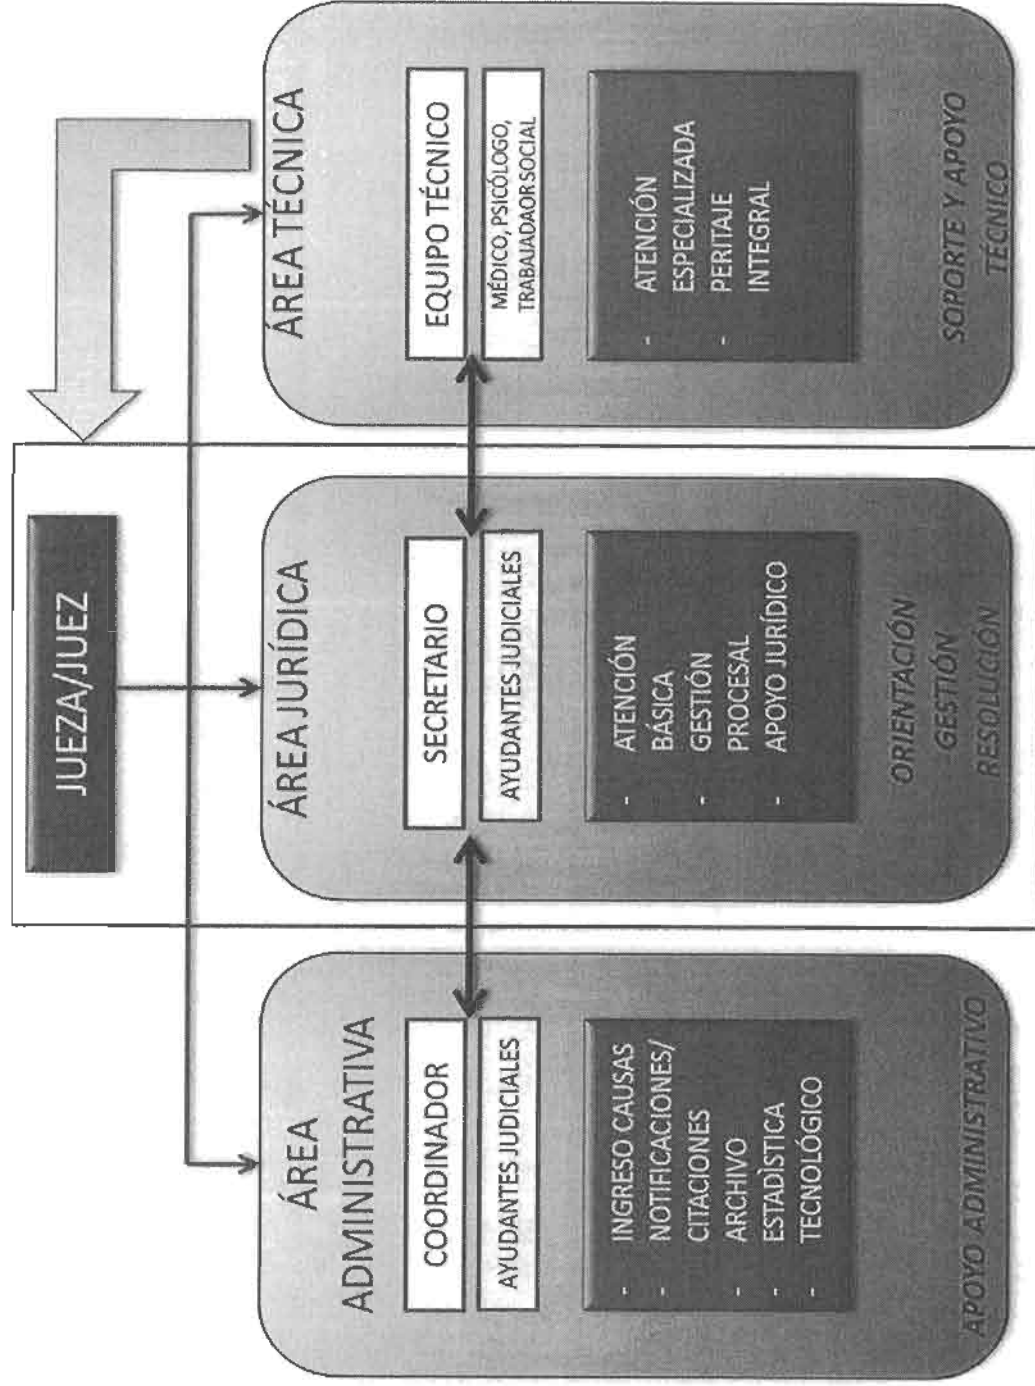 JUEZA/JUEZ
ÁREA
ADMINISTRATIVA
COORDINADOR
AYUDANTES JUDICIALES
- INGRESO CAUSAS
- NOTIFICACIONES/
CITACIONES
- ARCHIVO
- ESTADÌSTICA
- TECNOLÓGICO
APOYO ADMINISTRATIVO
ÁREA JURÍDICA
SECRETARIO
AYUDANTES JUDICIALES
- ATENCIÓN
BÁSICA
- GESTIÓN
PROCESAL
- APOYO JURÍDICO
ORIENTACIÓN
GESTIÓN
RESOLUCIÓN
ÁREA TÉCNICA
EQUIPO TÉCNICO
MÉDICO, PSICÓLOGO,
TRABAJADAORSOCIAL
- ATENCIÓN
ESPECIALIZADA
- PERITAJE
INTEGRAL
SOPORTE Y APOYO
TÉCNICO